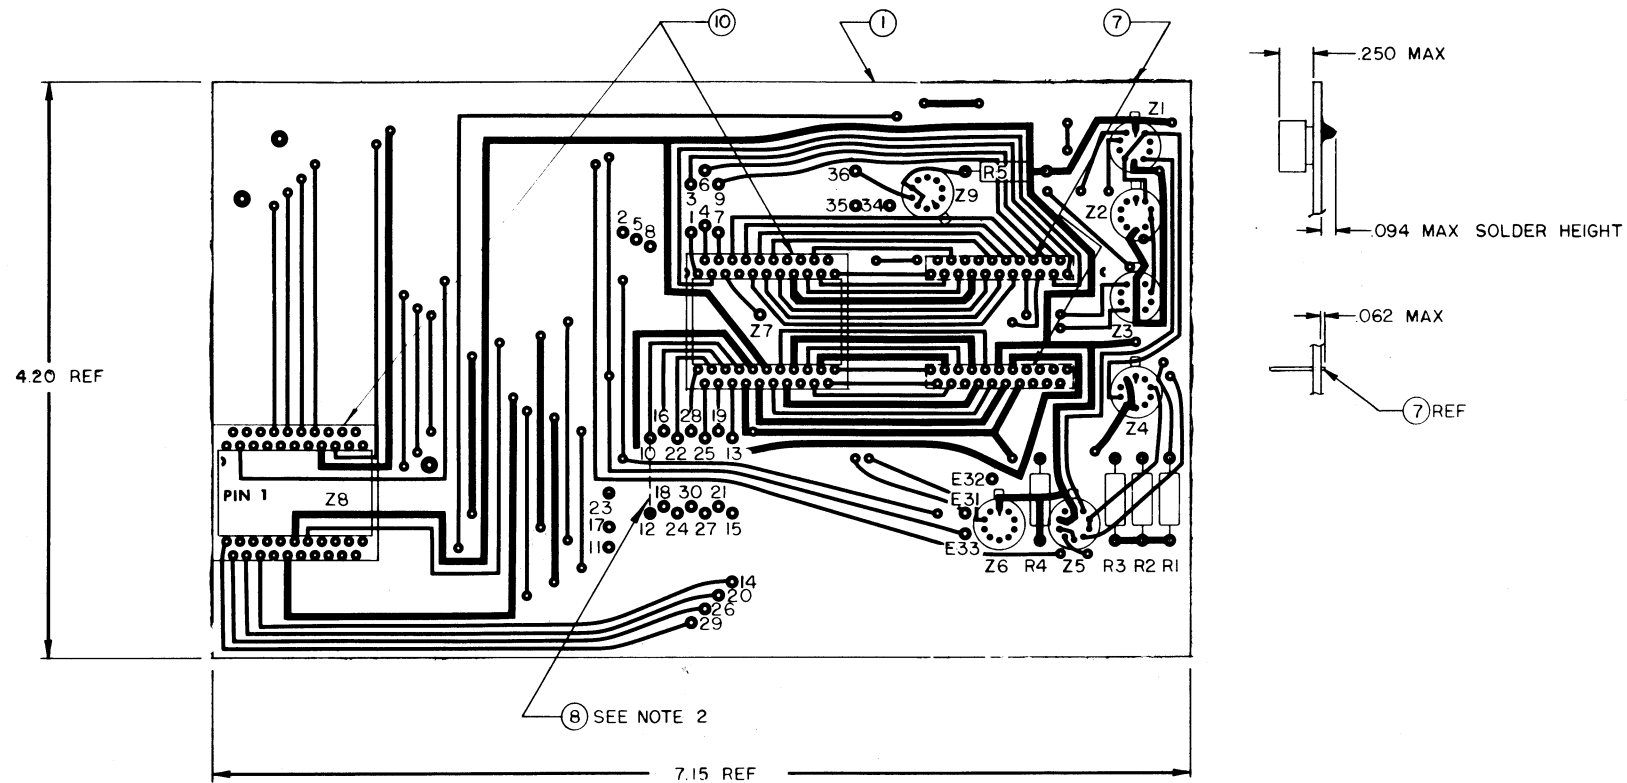 10
1
7
.250 MAX
Z1
6
36
R5
3
9
Z9
35
34
Z2
.094 MAX SOLDER HEIGHT
2
5
8
1
4
7
Z7
Z3
.062 MAX
4.20 REF
7 REF
16 28 19
Z4
10 22 25 13
PIN 1
Z8
E32
E31
23
18 30 21
17
12 24 27 15
11
E33
Z6 R4 Z5 R3 R2 R1
14
20
26
29
8 SEE NOTE 2
7.15 REF